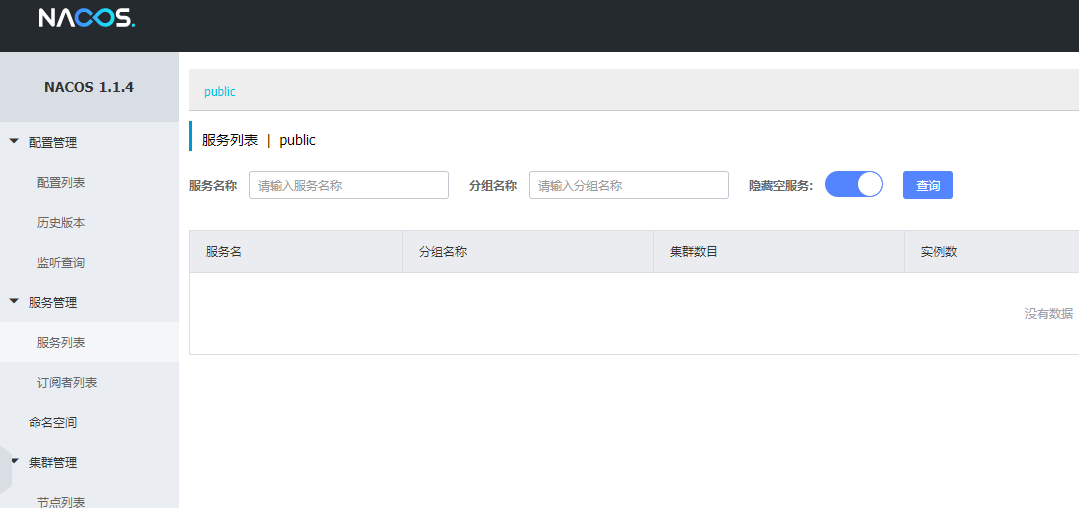 NACOS.
NACOS 1.1.4
配置管理
配置列表
历史版本
监听查询
服务管理
服务列表
订阅者列表
命名空间
集群管理
节点列表
public
服务列表 | public
服务名称 请输入服务名称 分组名称 请输入分组名称 隐藏空服务: 查询
服务名 分组名称 集群数目 实例数
没有数据